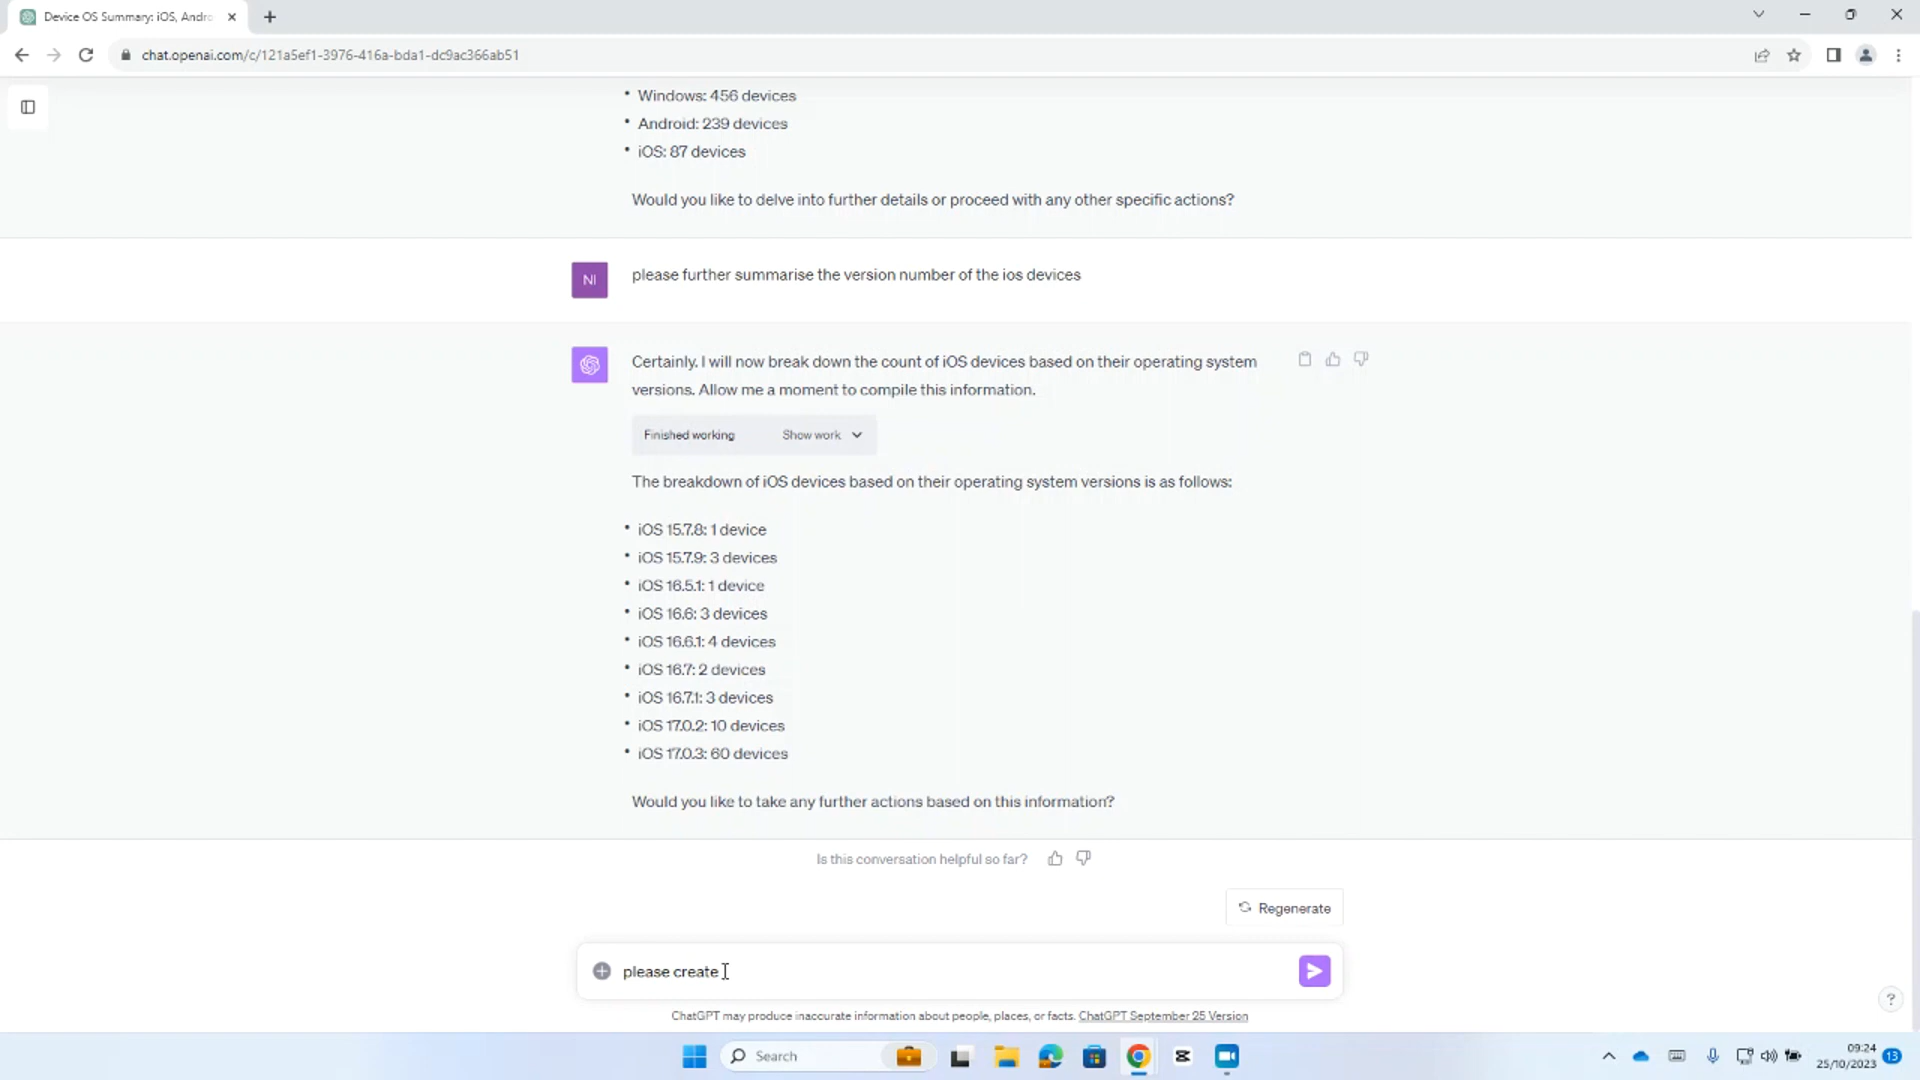 Device OS Summary: iOS, Andro
chat.openai.com/c/121a5ef1-3976-416a-bda1-dc9ac366ab51
• Windows: 456 devices
• Android: 239 devices
• iOS: 87 devices
Would you like to delve into further details or proceed with any other specific actions?
NI
please further summarise the version number of the ios devices
Certainly. I will now break down the count of iOS devices based on their operating system
versions. Allow me a moment to compile this information.
Finished working Show work
The breakdown of iOS devices based on their operating system versions is as follows:
• iOS 15.7.8: 1 device
• iOS 15.7.9: 3 devices
• iOS 16.5.1: 1 device
• iOS 16.6: 3 devices
• iOS 16.6.1: 4 devices
• iOS 16.7: 2 devices
• iOS 16.7.1: 3 devices
• iOS 17.0.2: 10 devices
• iOS 17.0.3: 60 devices
Would you like to take any further actions based on this information?
Is this conversation helpful so far?
Regenerate
please create
ChatGPT may produce inaccurate information about people, places, or facts. ChatGPT September 25 Version
?
Search
09:24
25/10/2023
13